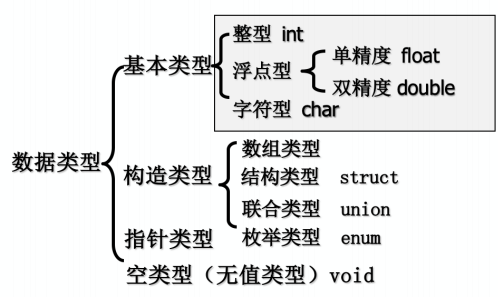 整型 int
基本类型
浮点型
单精度 float
双精度 double
字符型 char
数据类型
构造类型
数组类型
结构类型 struct
联合类型 union
枚举类型 enum
指针类型
空类型（无值类型）void